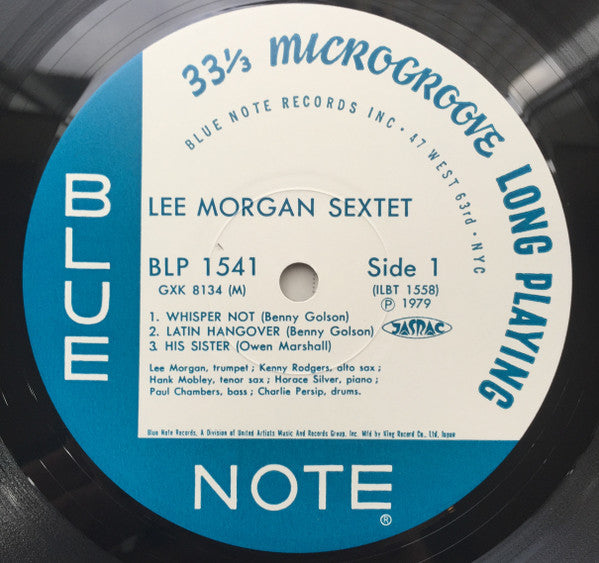 33⅓ MICROGROOVE LONG PLAYING
BLUE NOTE RECORDS INC • 47 WEST 63rd • NYC
BLUE
LEE MORGAN SEXTET
BLP 1541
GXK 8134 (M)
Side 1
(ILBT 1558)
Ⓟ 1979
JASRAC
1. WHISPER NOT (Benny Golson)
2. LATIN HANGOVER (Benny Golson)
3. HIS SISTER (Owen Marshall)
Lee Morgan, trumpet ; Kenny Rodgers, alto sax ;
Hank Mobley, tenor sax ; Horace Silver, piano ;
Paul Chambers, bass ; Charlie Persip, drums.
Blue Note Records, A Division of United Artists Music And Records Group, Inc. Mfd by King Record Co., Ltd. Japan
NOTE
®